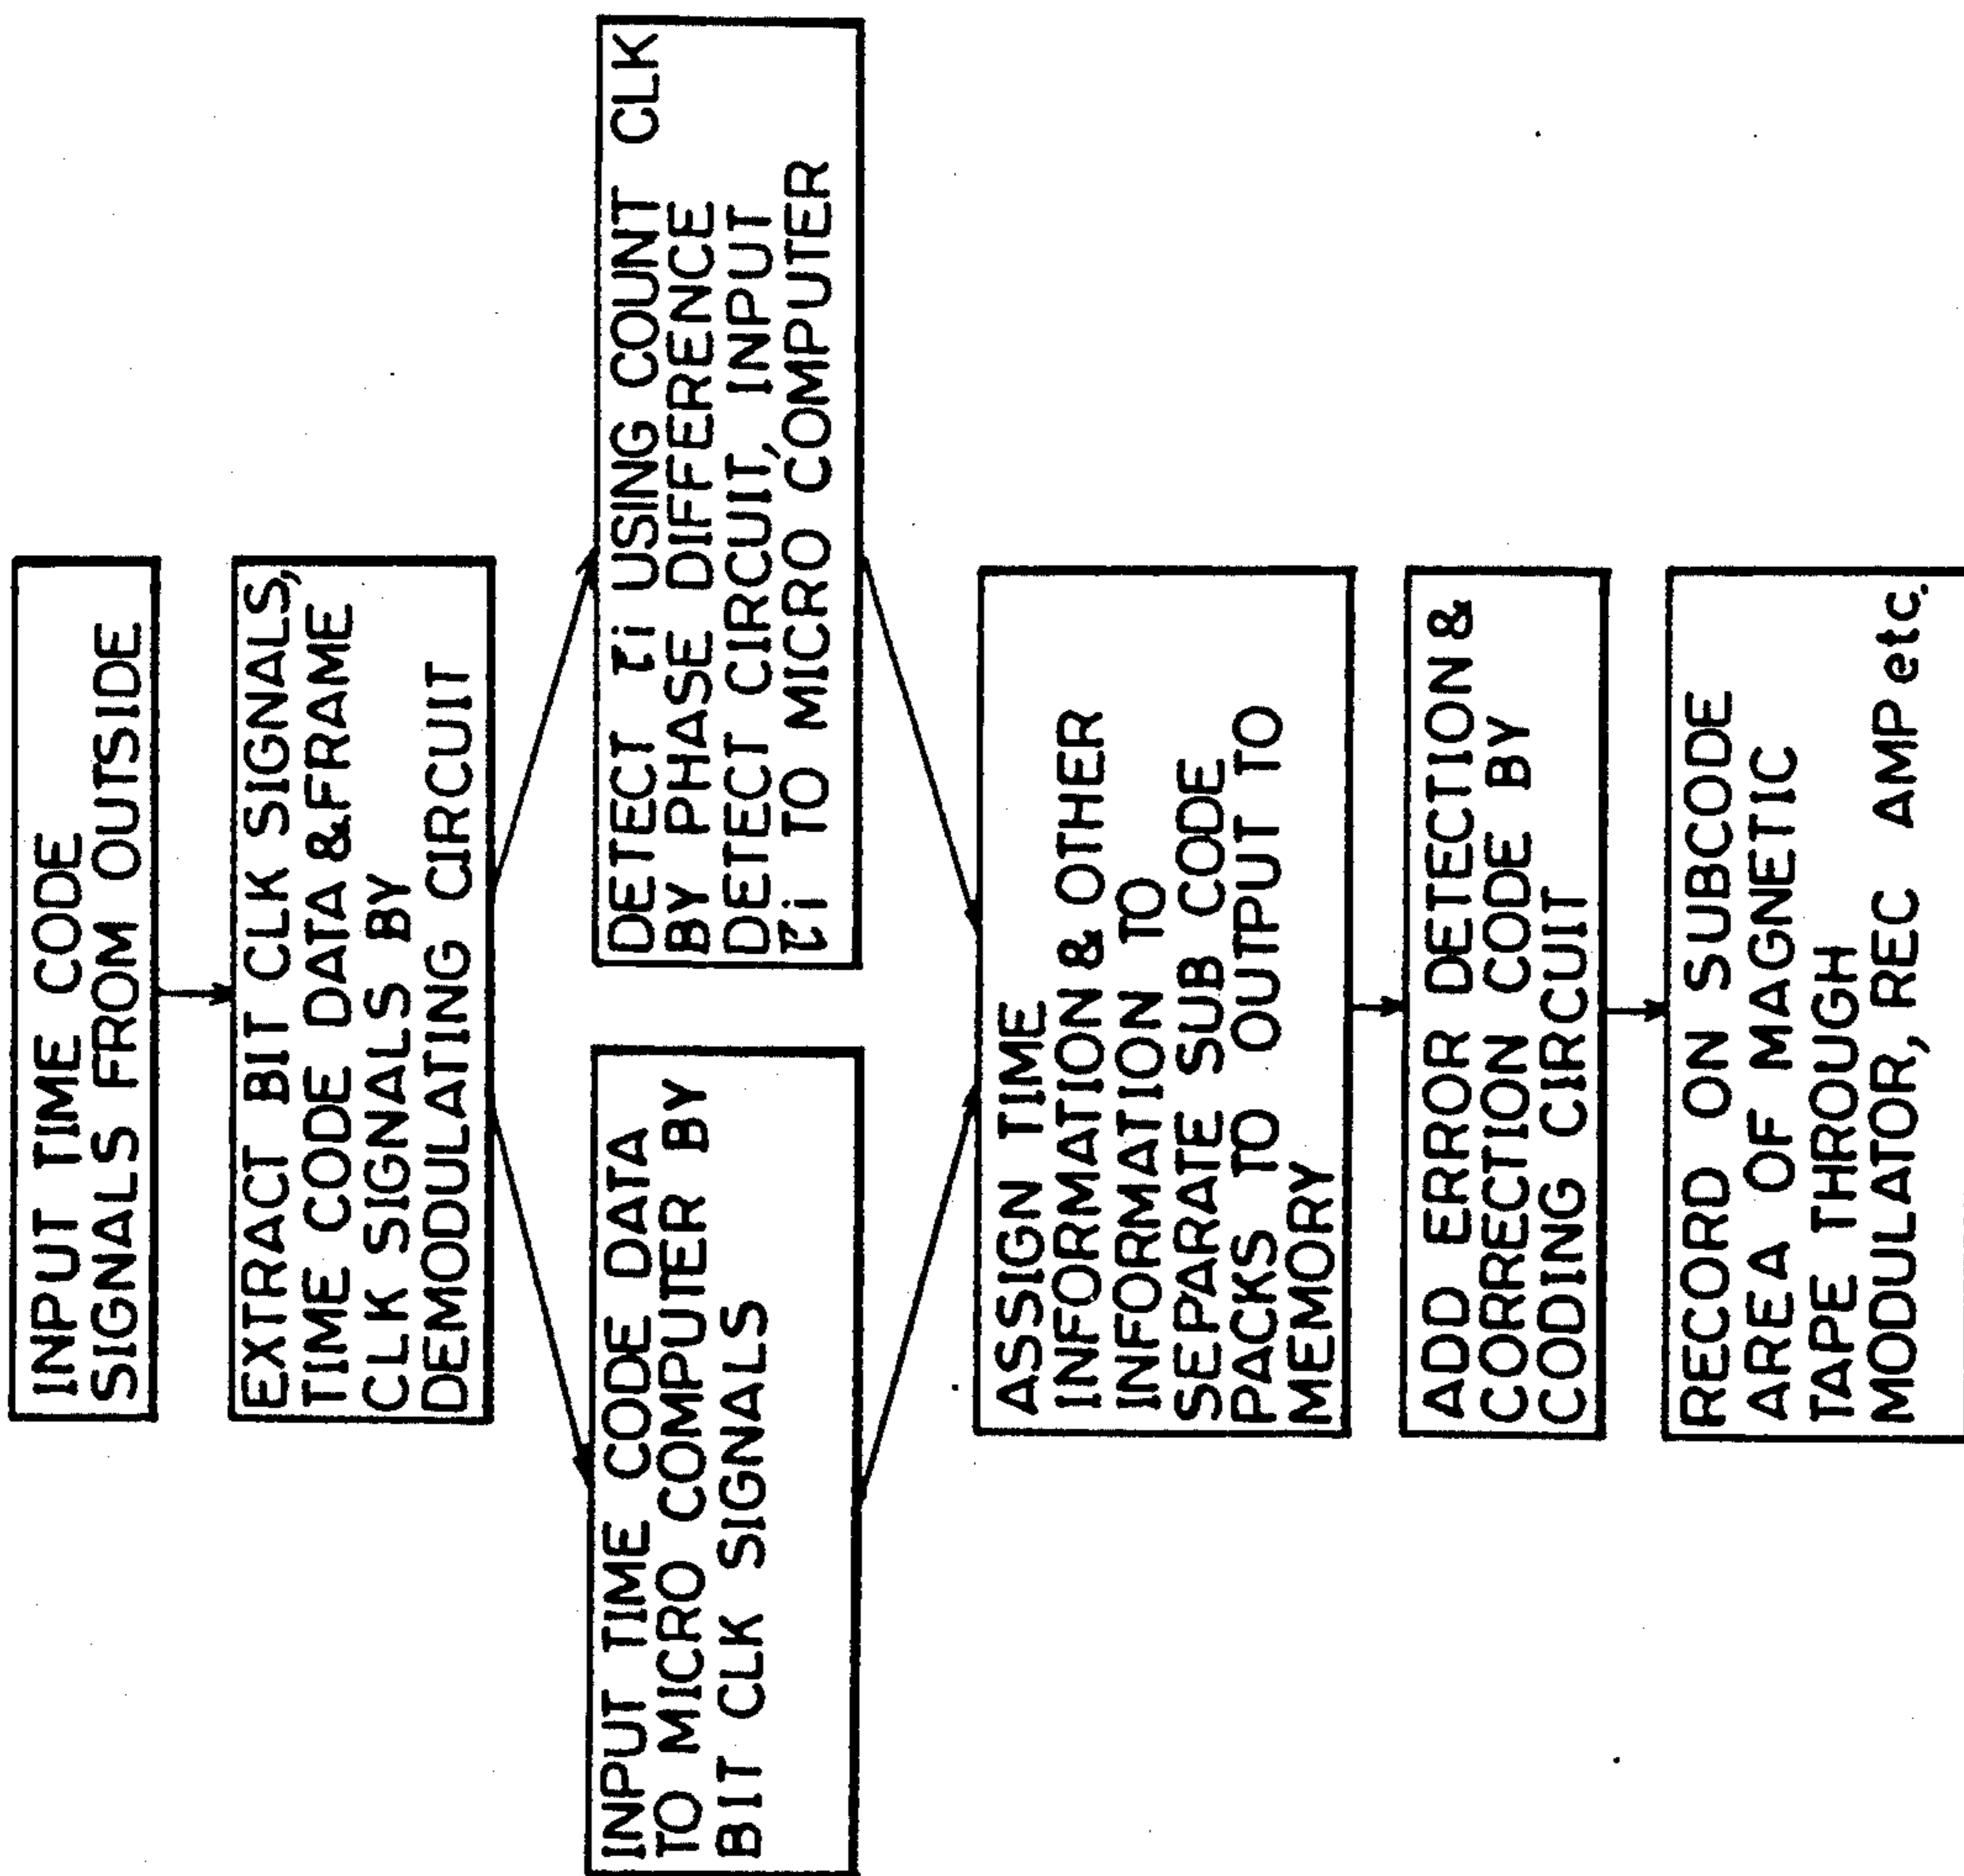 INPUT TIME CODE
SIGNALS FROM OUTSIDE
EXTRACT BIT CLK SIGNALS,
TIME CODE DATA & FRAME
CLK SIGNALS BY
DEMODULATING CIRCUIT
INPUT TIME CODE DATA
TO MICRO COMPUTER BY
BIT CLK SIGNALS
DETECT τi USING COUNT CLK
BY PHASE DIFFERENCE
DETECT CIRCUIT, INPUT
τi TO MICRO COMPUTER
ASSIGN TIME
INFORMATION & OTHER
INFORMATION TO
SEPARATE SUB CODE
PACKS TO OUTPUT TO
MEMORY
ADD ERROR DETECTION &
CORRECTION CODE BY
CODING CIRCUIT
RECORD ON SUBCODE
AREA OF MAGNETIC
TAPE THROUGH
MODULATOR, REC AMP etc.